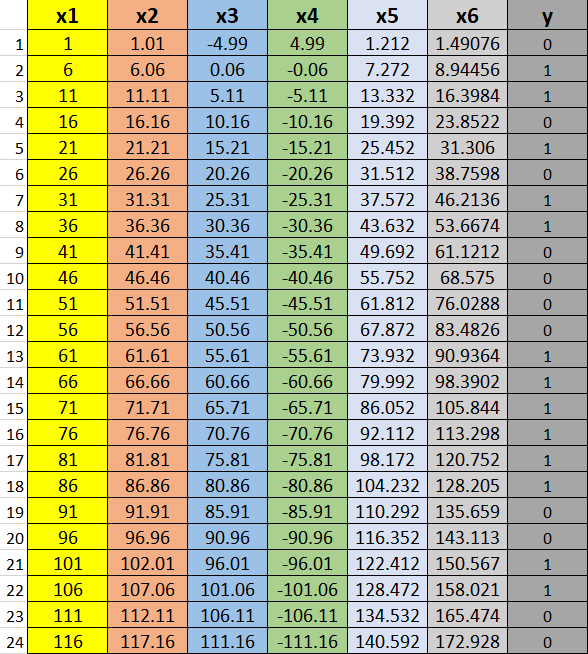 x1 x2 x3 x4 x5 x6 y
1 1 1.01 -4.99 4.99 1.212 1.49076 0
2 6 6.06 0.06 -0.06 7.272 8.94456 1
3 11 11.11 5.11 -5.11 13.332 16.3984 1
4 16 16.16 10.16 -10.16 19.392 23.8522 0
5 21 21.21 15.21 -15.21 25.452 31.306 1
6 26 26.26 20.26 -20.26 31.512 38.7598 0
7 31 31.31 25.31 -25.31 37.572 46.2136 1
8 36 36.36 30.36 -30.36 43.632 53.6674 1
9 41 41.41 35.41 -35.41 49.692 61.1212 0
10 46 46.46 40.46 -40.46 55.752 68.575 0
11 51 51.51 45.51 -45.51 61.812 76.0288 0
12 56 56.56 50.56 -50.56 67.872 83.4826 0
13 61 61.61 55.61 -55.61 73.932 90.9364 1
14 66 66.66 60.66 -60.66 79.992 98.3902 1
15 71 71.71 65.71 -65.71 86.052 105.844 1
16 76 76.76 70.76 -70.76 92.112 113.298 1
17 81 81.81 75.81 -75.81 98.172 120.752 1
18 86 86.86 80.86 -80.86 104.232 128.205 1
19 91 91.91 85.91 -85.91 110.292 135.659 0
20 96 96.96 90.96 -90.96 116.352 143.113 0
21 101 102.01 96.01 -96.01 122.412 150.567 1
22 106 107.06 101.06 -101.06 128.472 158.021 1
23 111 112.11 106.11 -106.11 134.532 165.474 0
24 116 117.16 111.16 -111.16 140.592 172.928 0